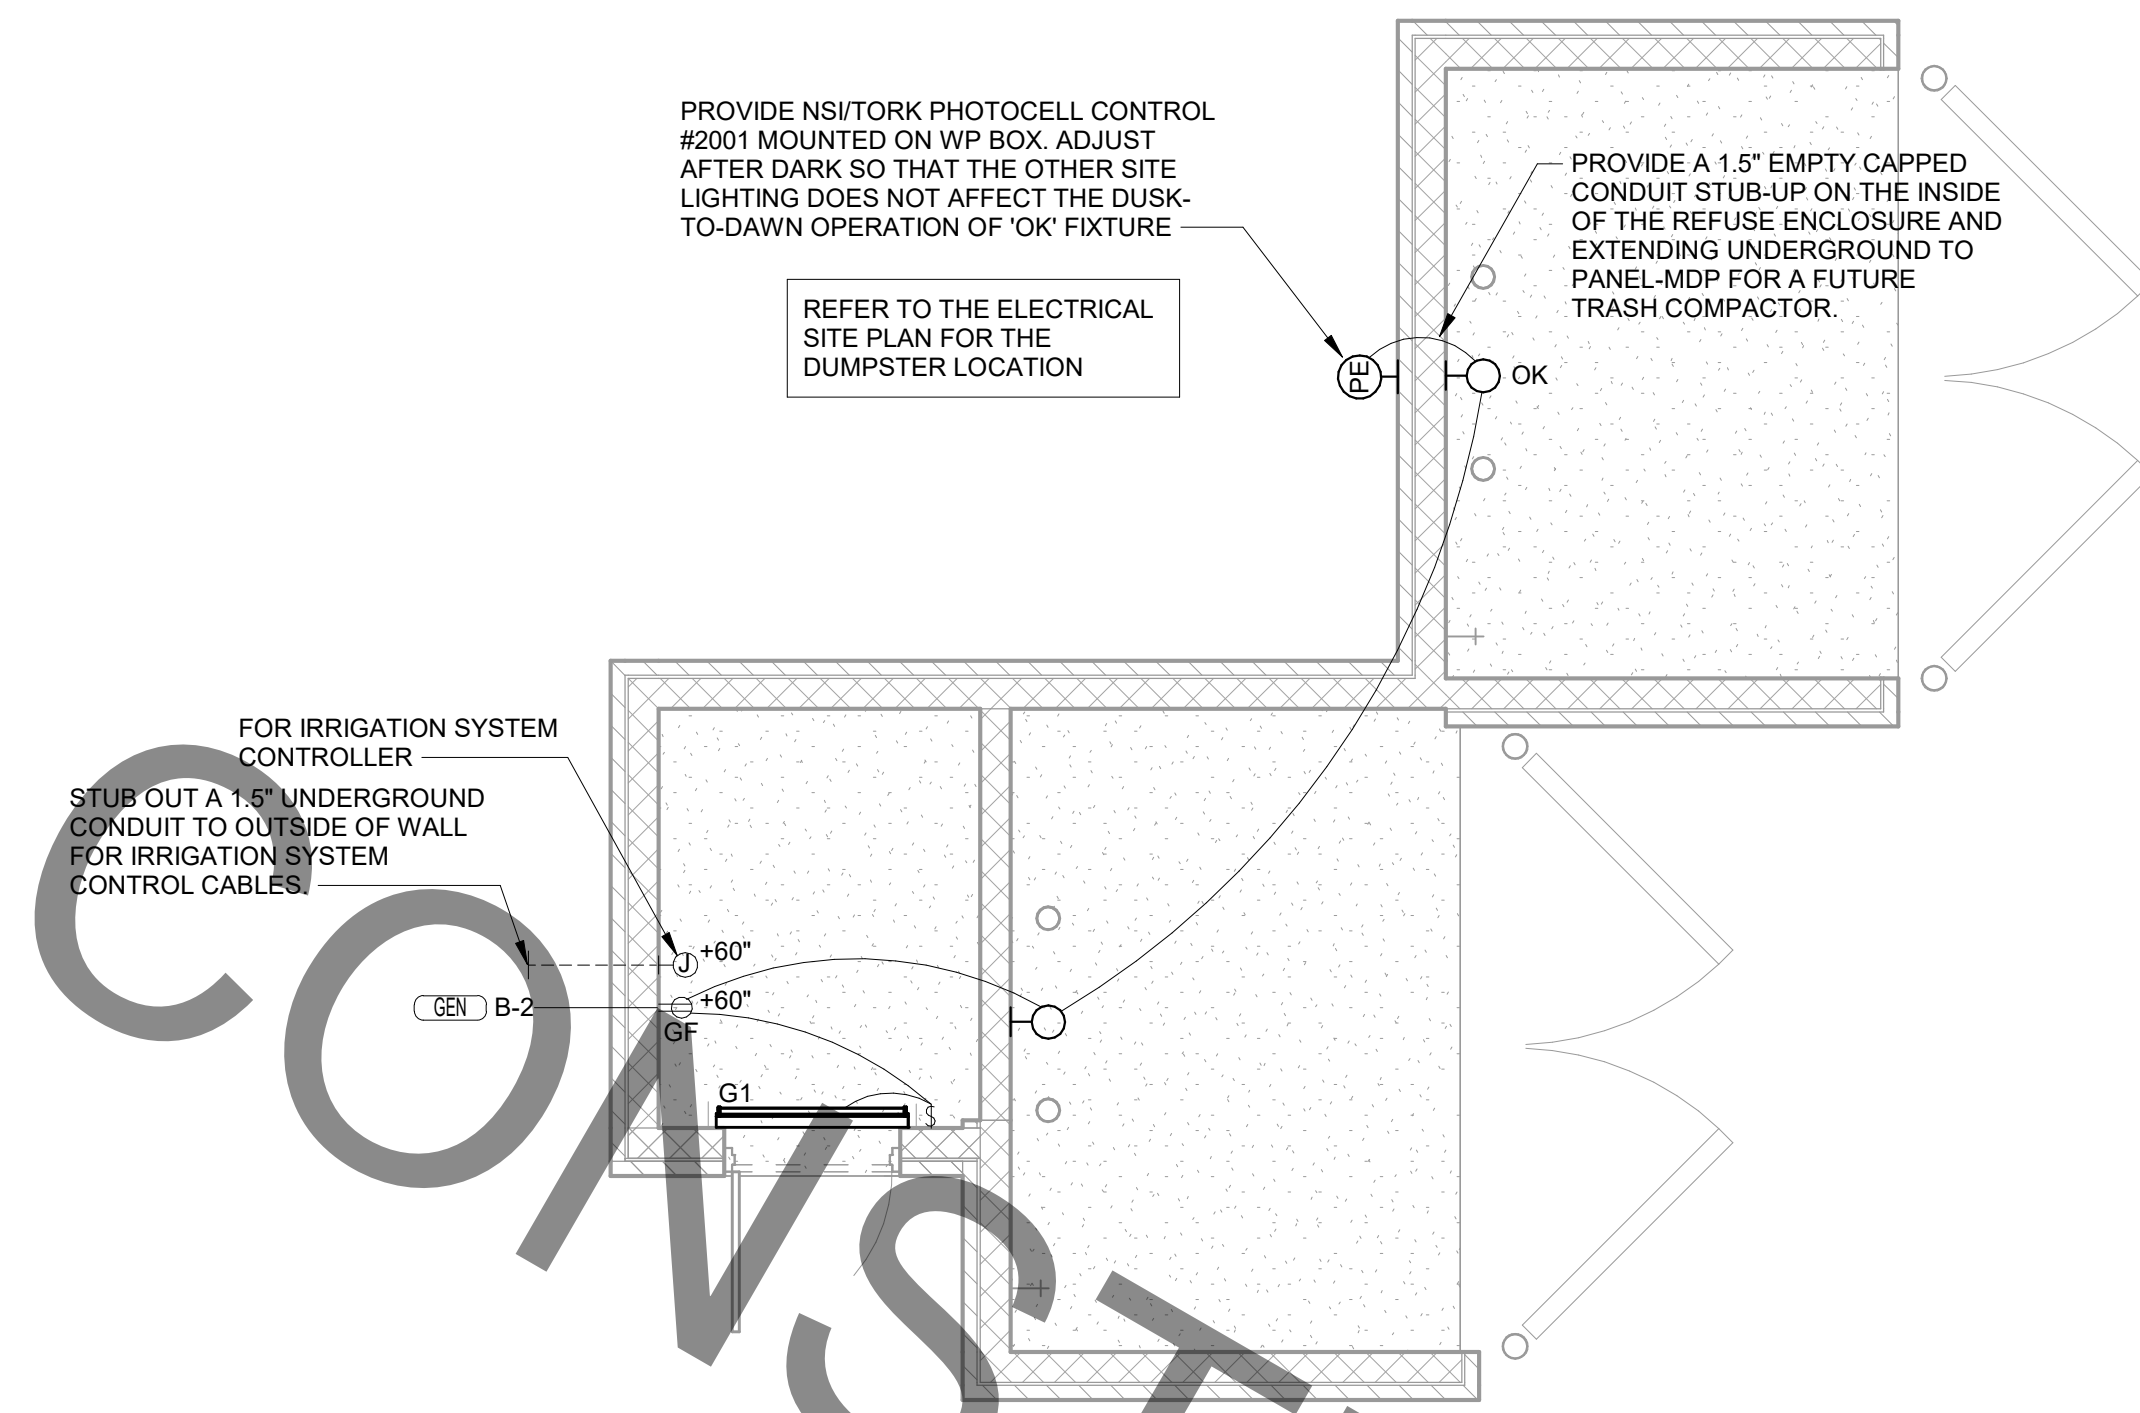 PROVIDE NSI/TORK PHOTOCELL CONTROL
#2001 MOUNTED ON WP BOX. ADJUST
AFTER DARK SO THAT THE OTHER SITE
LIGHTING DOES NOT AFFECT THE DUSK-
TO-DAWN OPERATION OF 'OK' FIXTURE
REFER TO THE ELECTRICAL
SITE PLAN FOR THE
DUMPSTER LOCATION
PROVIDE A 1.5" EMPTY CAPPED
CONDUIT STUB-UP ON THE INSIDE
OF THE REFUSE ENCLOSURE AND
EXTENDING UNDERGROUND TO
PANEL-MDP FOR A FUTURE
TRASH COMPACTOR.
PE
OK
FOR IRRIGATION SYSTEM
CONTROLLER
STUB OUT A 1.5" UNDERGROUND
CONDUIT TO OUTSIDE OF WALL
FOR IRRIGATION SYSTEM
CONTROL CABLES.
J +60"
GEN B-2 +60"
GF
G1
$
CONST